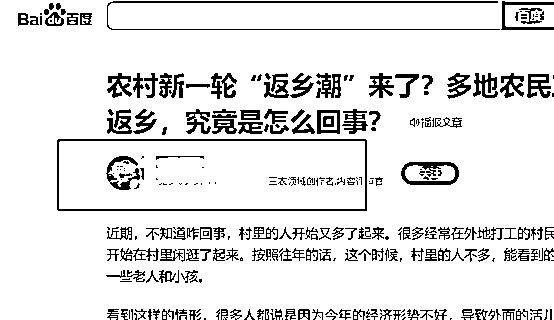 Bai百度
百度
农村新一轮“返乡潮”来了？多地农民
返乡，究竟是怎么回事？
播报文章
三农领域创作者,内容
关注
近期，不知道咋回事，村里的人开始又多了起来。很多经常在外地打工的村民
开始在村里闲逛了起来。按照往年的话，这个时候，村里的人不多，能看到的
一些老人和小孩。
看到这样的情形，很多人都说是因为今年的经济形势不好，导致外面的活儿